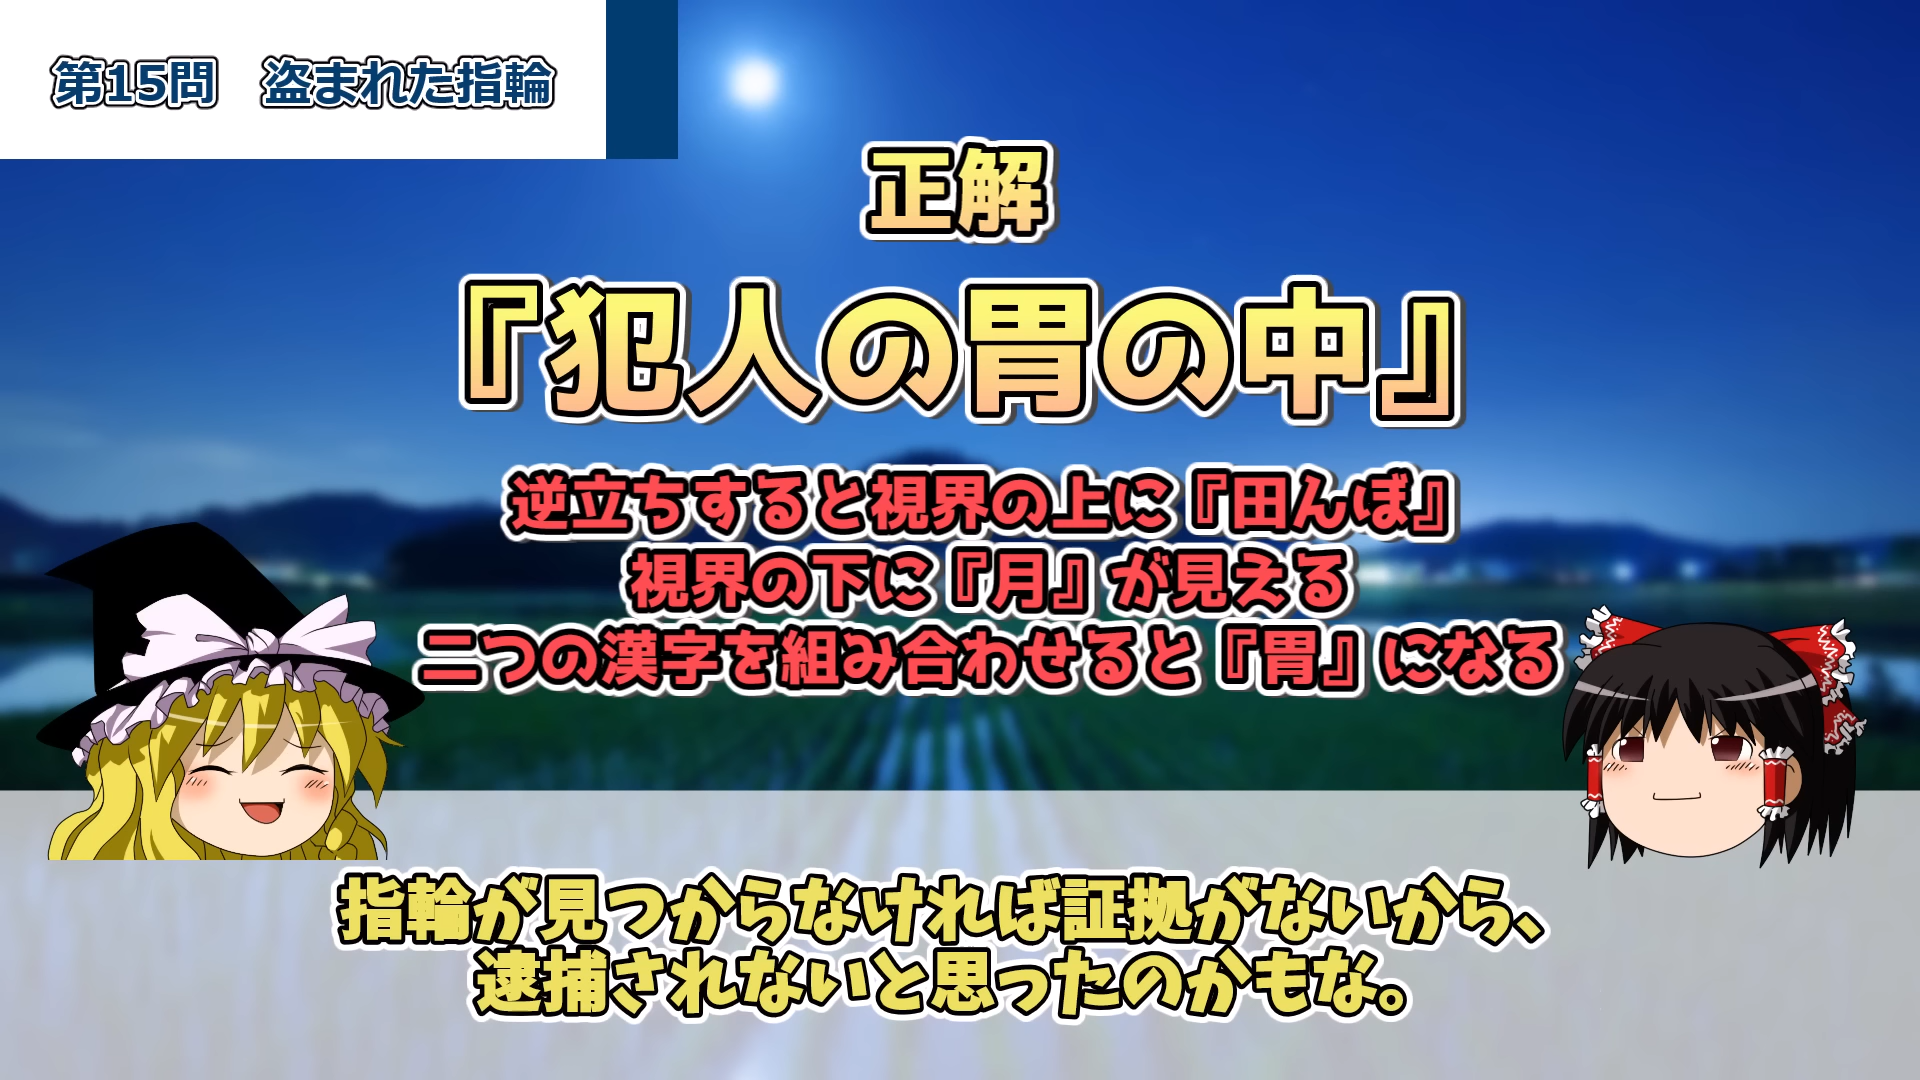 第15問　盗まれた指輪
正解
『犯人の胃の中』
逆立ちすると視界の上に『田んぼ』
視界の下に『月』が見える
二つの漢字を組み合わせると『胃』になる
指輪が見つからなければ証拠がないから、
逮捕されないと思ったのかもな。